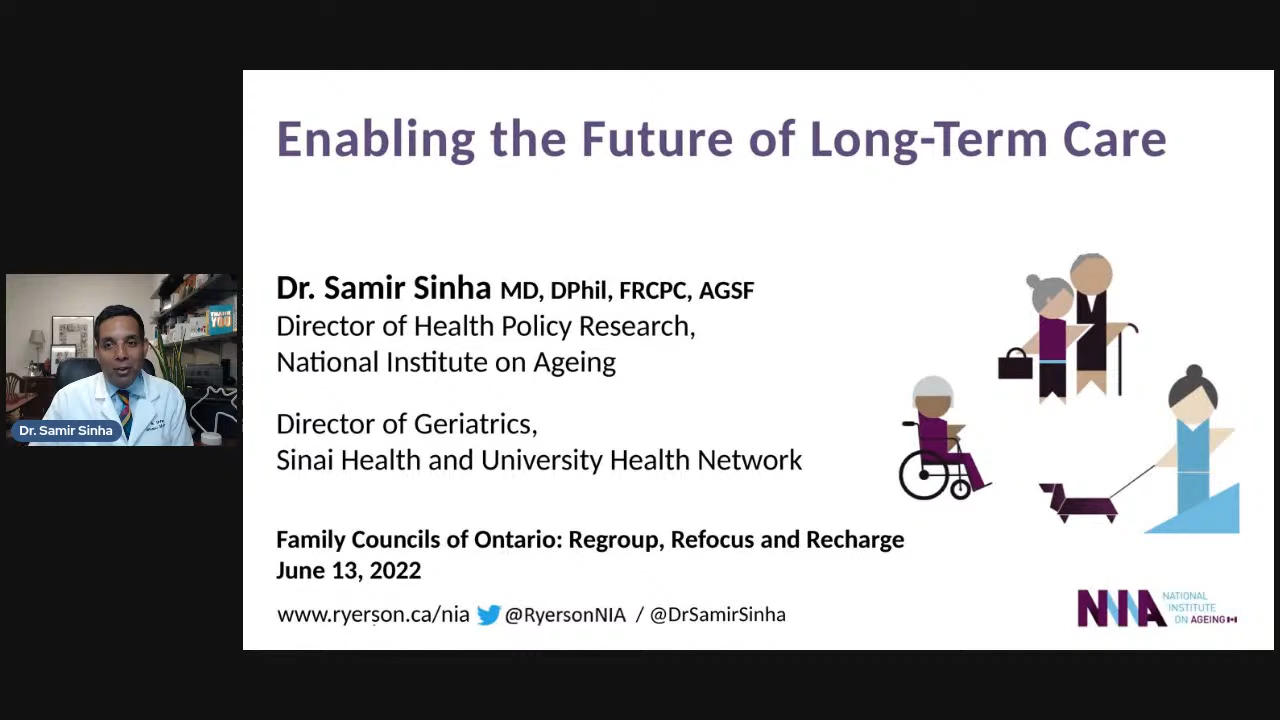 Enabling the Future of Long-Term Care
Dr. Samir Sinha MD, DPhil, FRCPC, AGSF
Director of Health Policy Research,
National Institute on Ageing
Director of Geriatrics,
Sinai Health and University Health Network
Family Councils of Ontario: Regroup, Refocus and Recharge
June 13, 2022
www.ryerson.ca/nia @RyersonNIA / @DrSamirSinha
NIA NATIONAL
INSTITUTE
ON AGEING
THANK
YOU
Dr. Samir Sinha